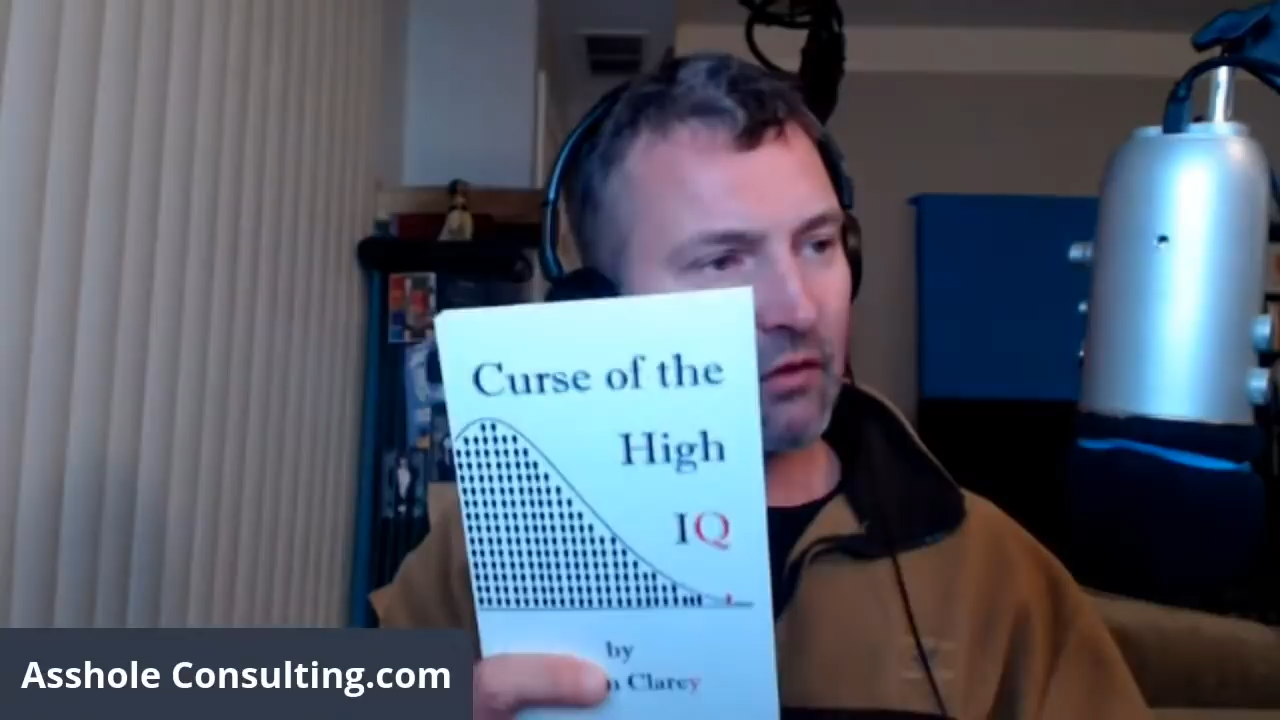 Curse of the
High
IQ
by
n Clarey
Asshole Consulting.com